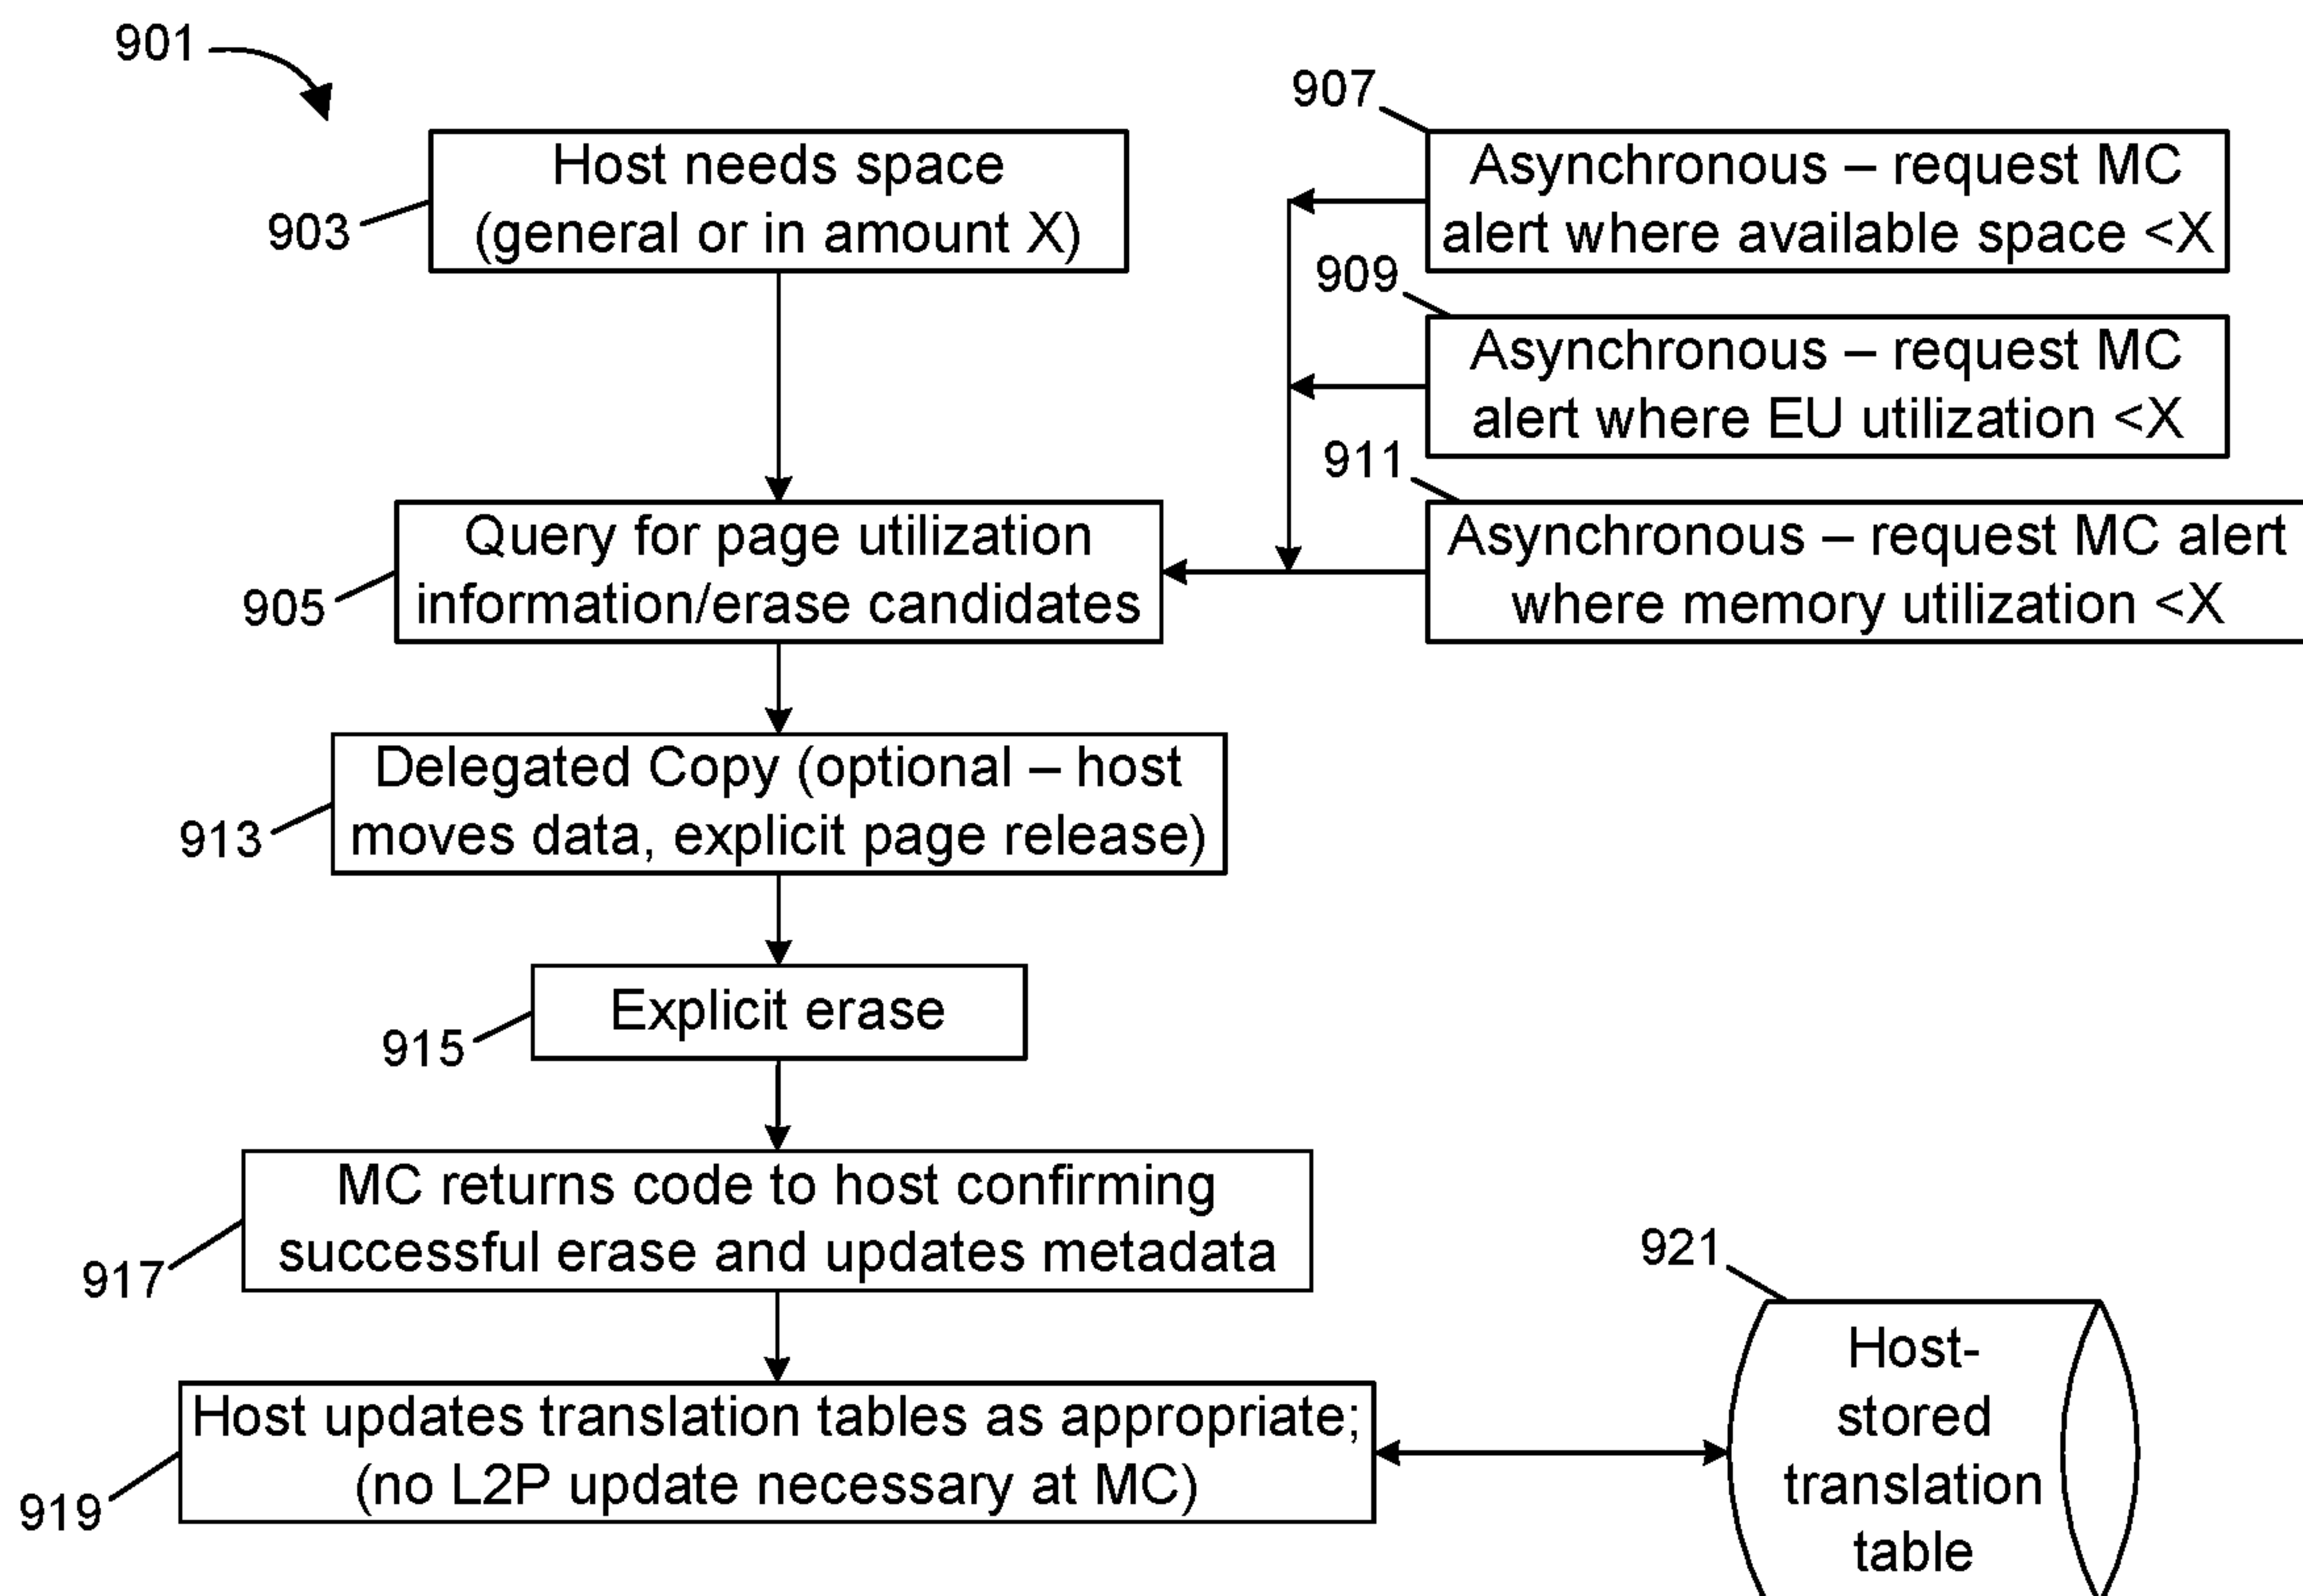 901
903
Host needs space
(general or in amount X)
907
Asynchronous – request MC
alert where available space <X
909
Asynchronous – request MC
alert where EU utilization <X
911
Asynchronous – request MC alert
where memory utilization <X
905
Query for page utilization
information/erase candidates
913
Delegated Copy (optional – host
moves data, explicit page release)
915
Explicit erase
917
MC returns code to host confirming
successful erase and updates metadata
919
Host updates translation tables as appropriate;
(no L2P update necessary at MC)
921
Host-
stored
translation
table